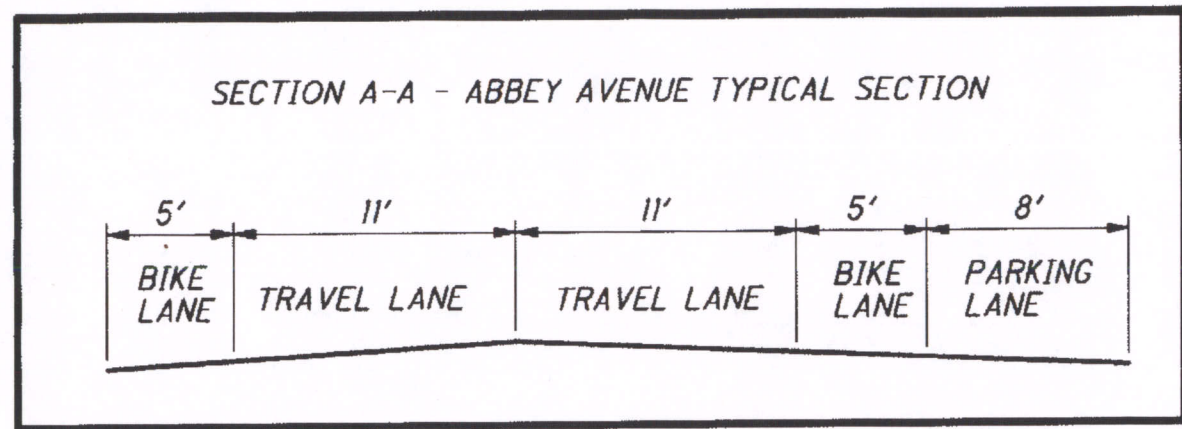 SECTION A-A - ABBEY AVENUE TYPICAL SECTION
5' 11' 11' 5' 8'
BIKE LANE
TRAVEL LANE
TRAVEL LANE
BIKE LANE
PARKING LANE